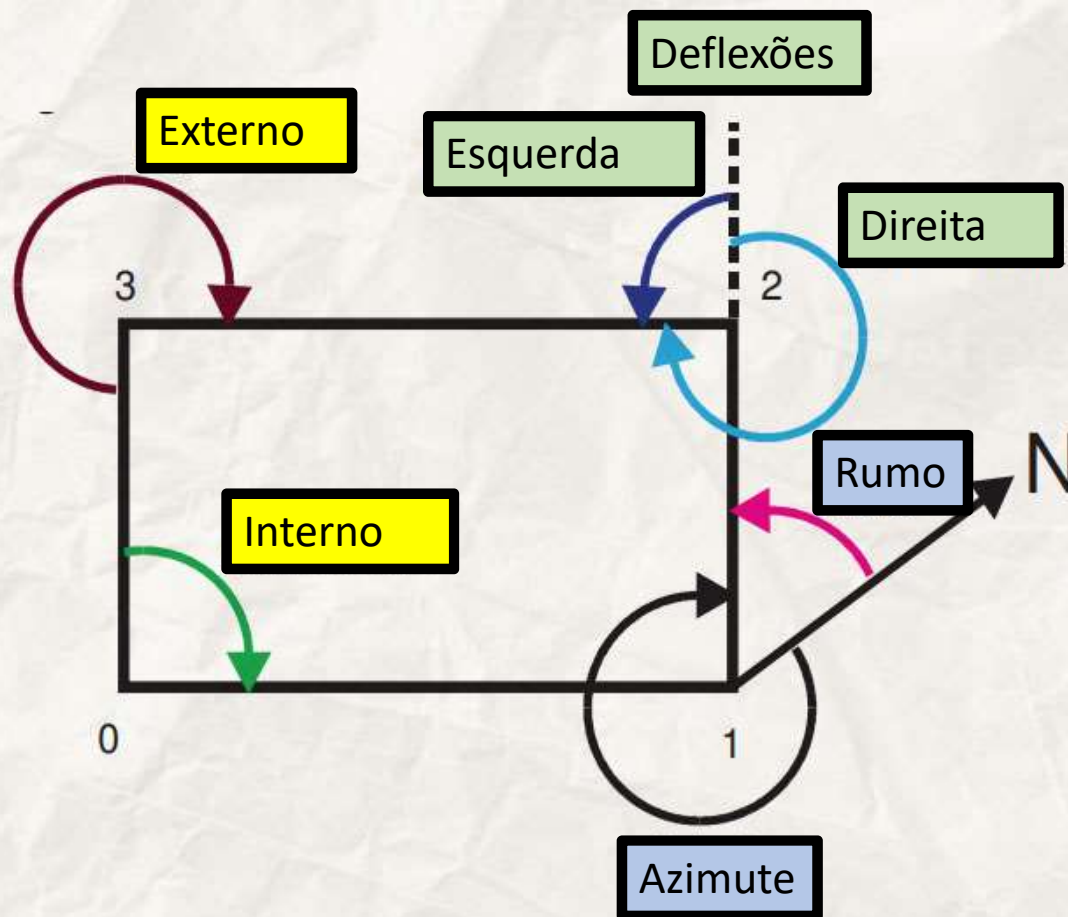 Deflexões
Externo
Esquerda
Direita
3
2
Rumo
N
Interno
0
1
Azimute